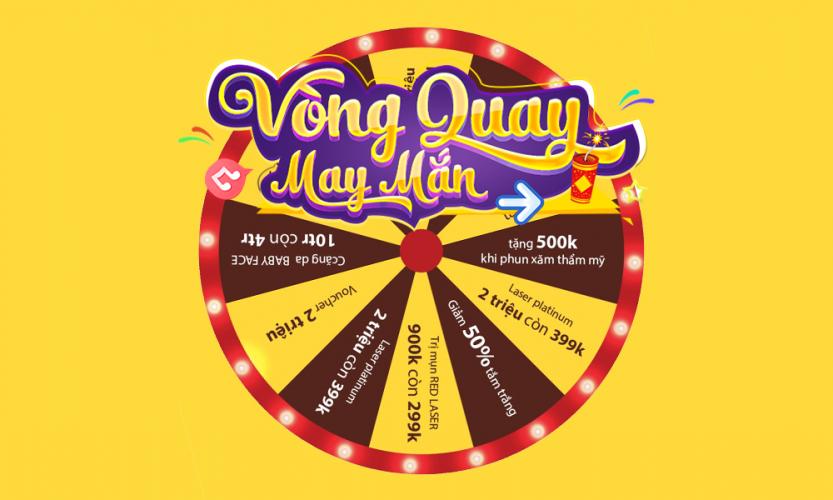 Vòng Quay
May Mắn
tặng 500k
khi phun xăm thẩm mỹ
Laser platinum
2 triệu còn 399k
Giảm 50% tắm trắng
Trị mụn RED LASER
900k còn 299k
Laser platinum
2 triệu còn 399k
Voucher 2 triệu
Ccăng da BABY FACE
10tr còn 4tr